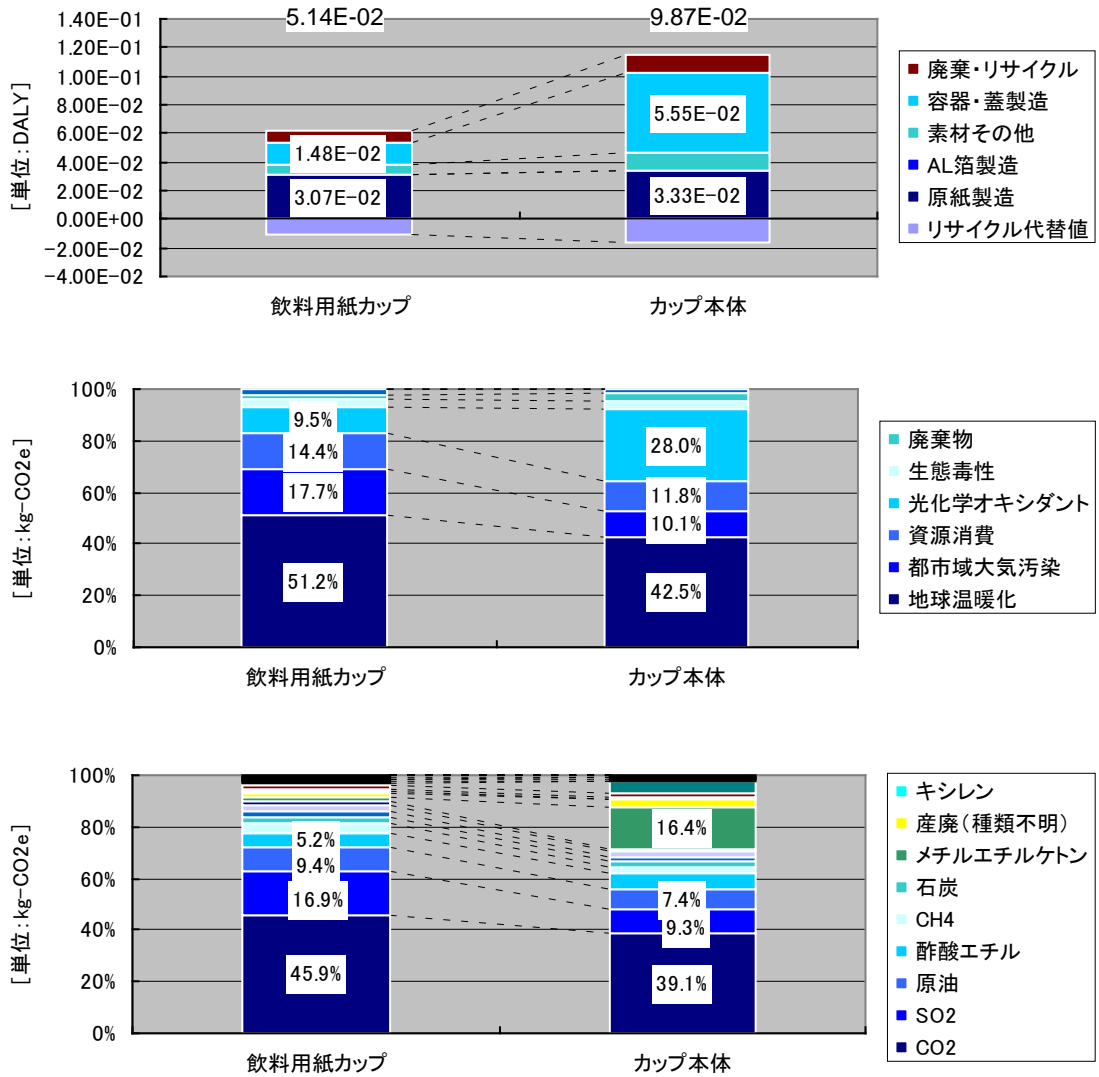 5.14E-02
9.87E-02
[単位:DALY]
1.40E-01
1.20E-01
1.00E-01
8.00E-02
6.00E-02
4.00E-02
2.00E-02
0.00E+00
-2.00E-02
-4.00E-02
1.48E-02
3.07E-02
5.55E-02
3.33E-02
飲料用紙カップ
カップ本体
廃棄・リサイクル
容器・蓋製造
素材その他
AL箔製造
原紙製造
リサイクル代替値
[単位:kg-CO2e]
100%
80%
60%
40%
20%
0%
9.5%
14.4%
17.7%
51.2%
28.0%
11.8%
10.1%
42.5%
飲料用紙カップ
カップ本体
廃棄物
生態毒性
光化学オキシダント
資源消費
都市域大気汚染
地球温暖化
[単位:kg-CO2e]
100%
80%
60%
40%
20%
0%
5.2%
9.4%
16.9%
45.9%
16.4%
7.4%
9.3%
39.1%
飲料用紙カップ
カップ本体
キシレン
産廃(種類不明)
メチルエチルケトン
石炭
CH4
酢酸エチル
原油
SO2
CO2